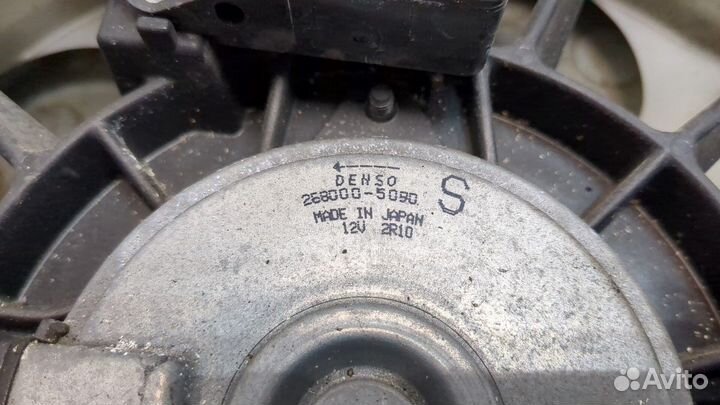 DENSO
268000-5090
S
MADE IN JAPAN
12V 2R10
Avito